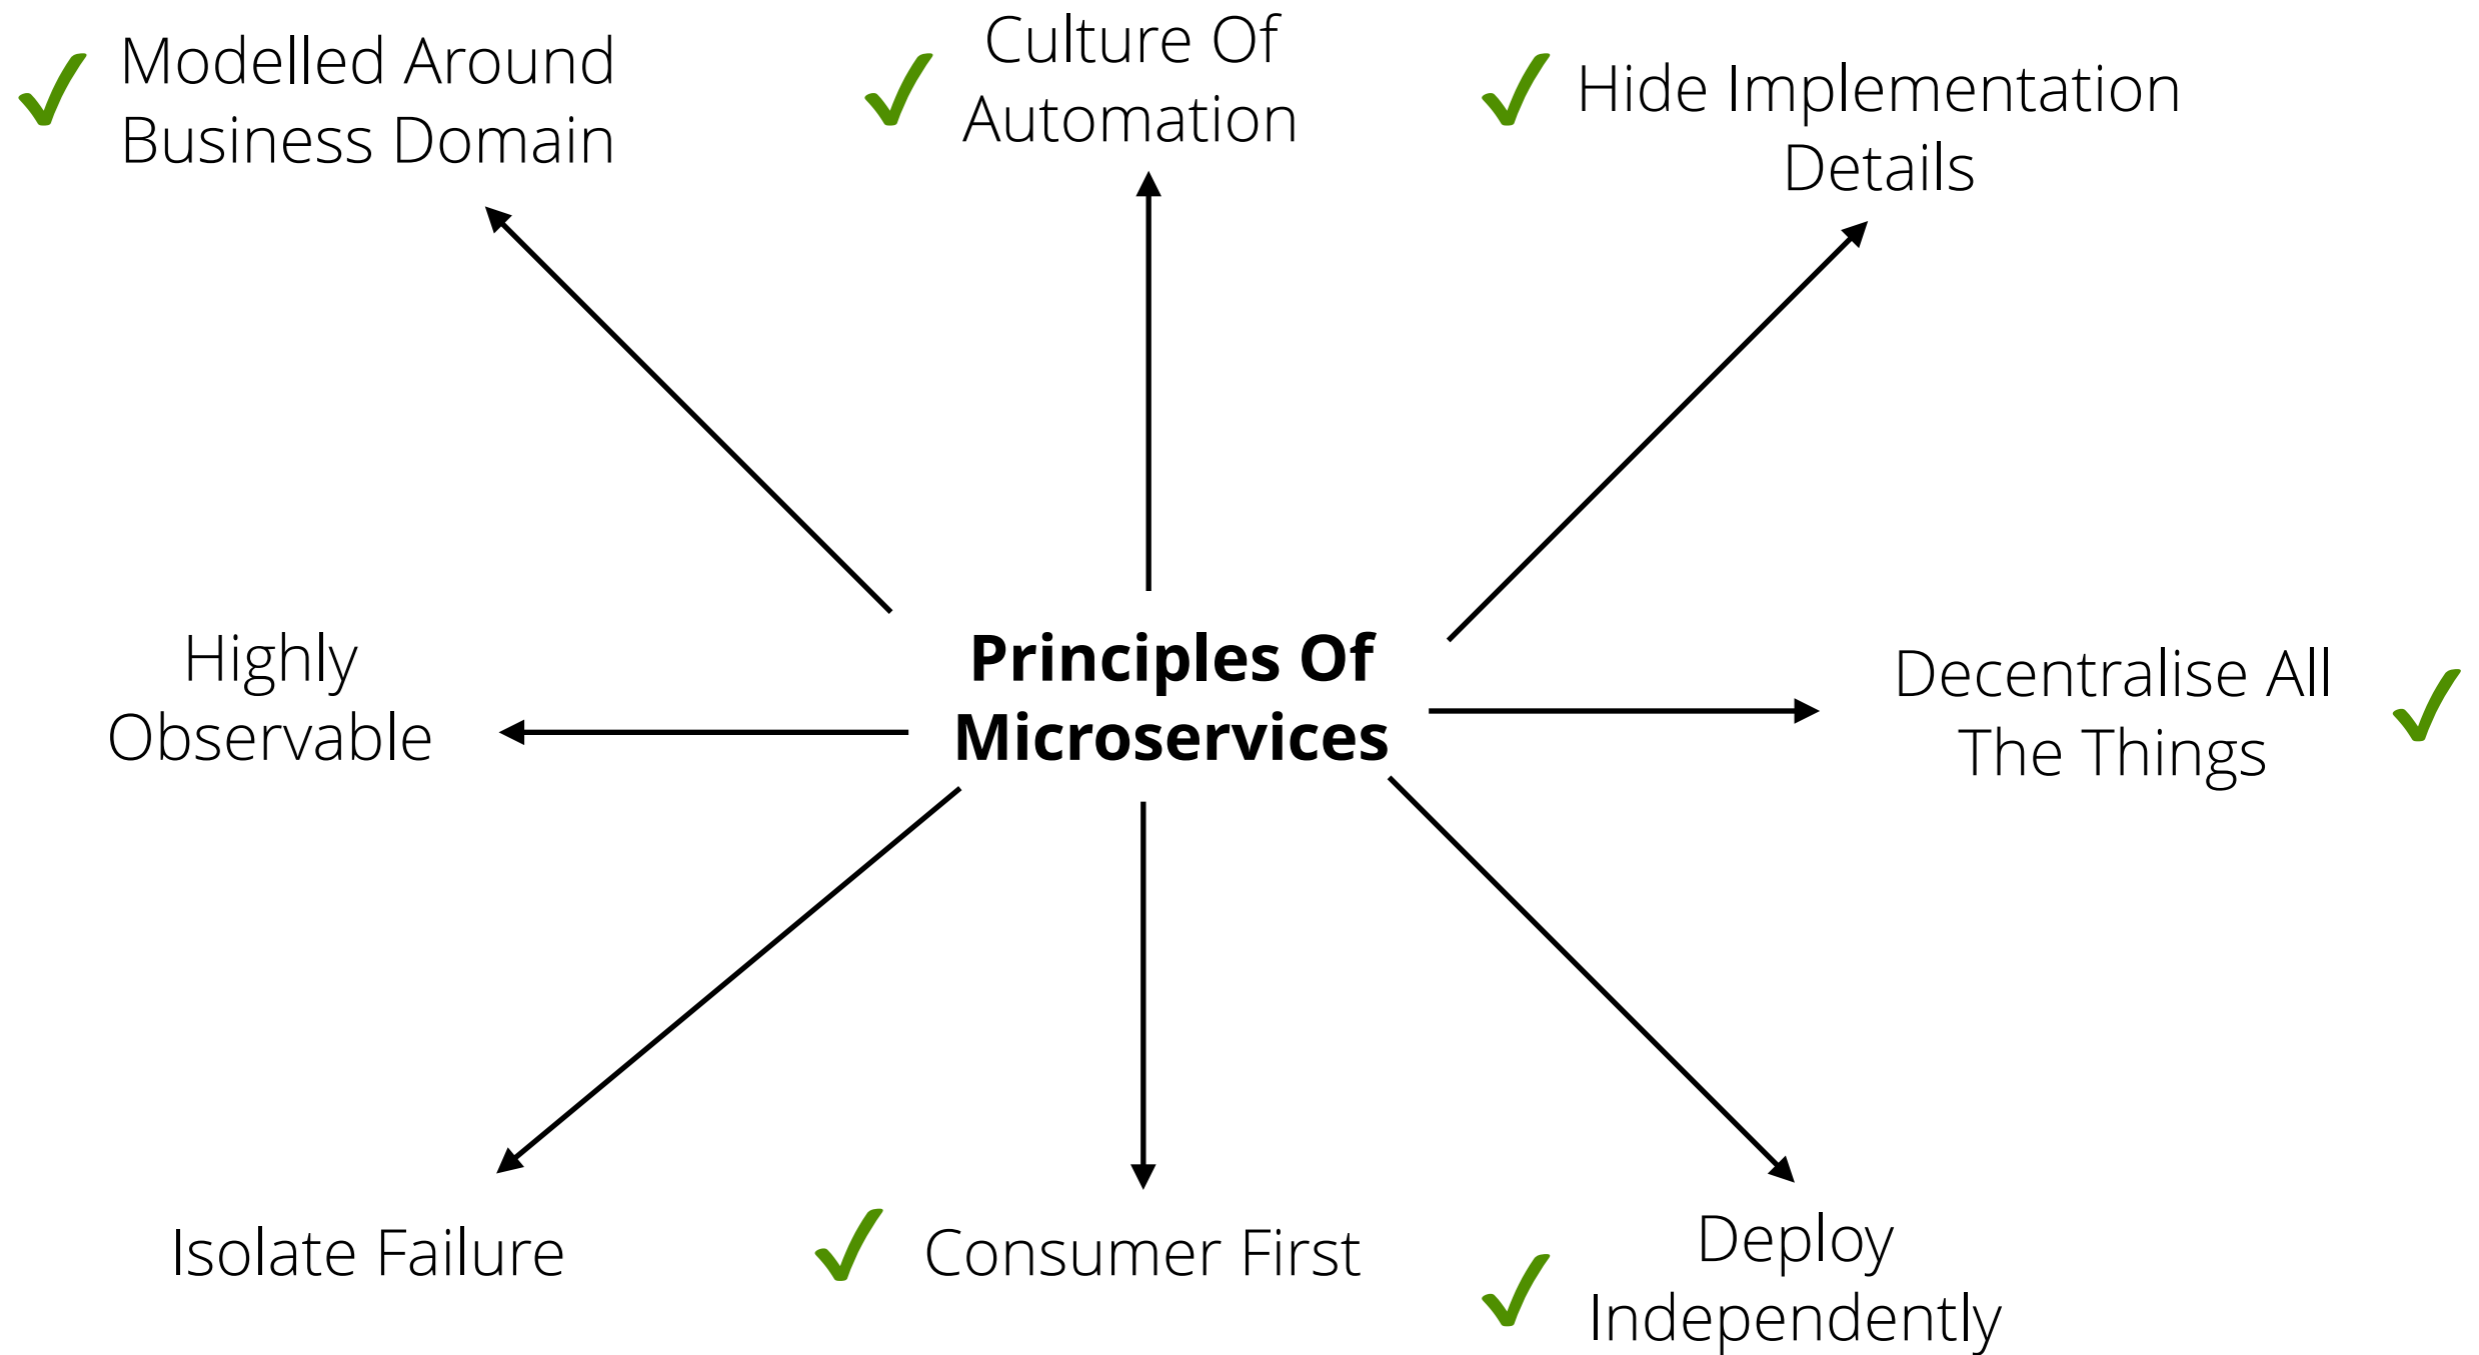 Modelled Around
Business Domain
Culture Of
Automation
Hide Implementation
Details
Highly
Observable
Principles Of
Microservices
Decentralise All
The Things
Isolate Failure
Consumer First
Deploy
Independently